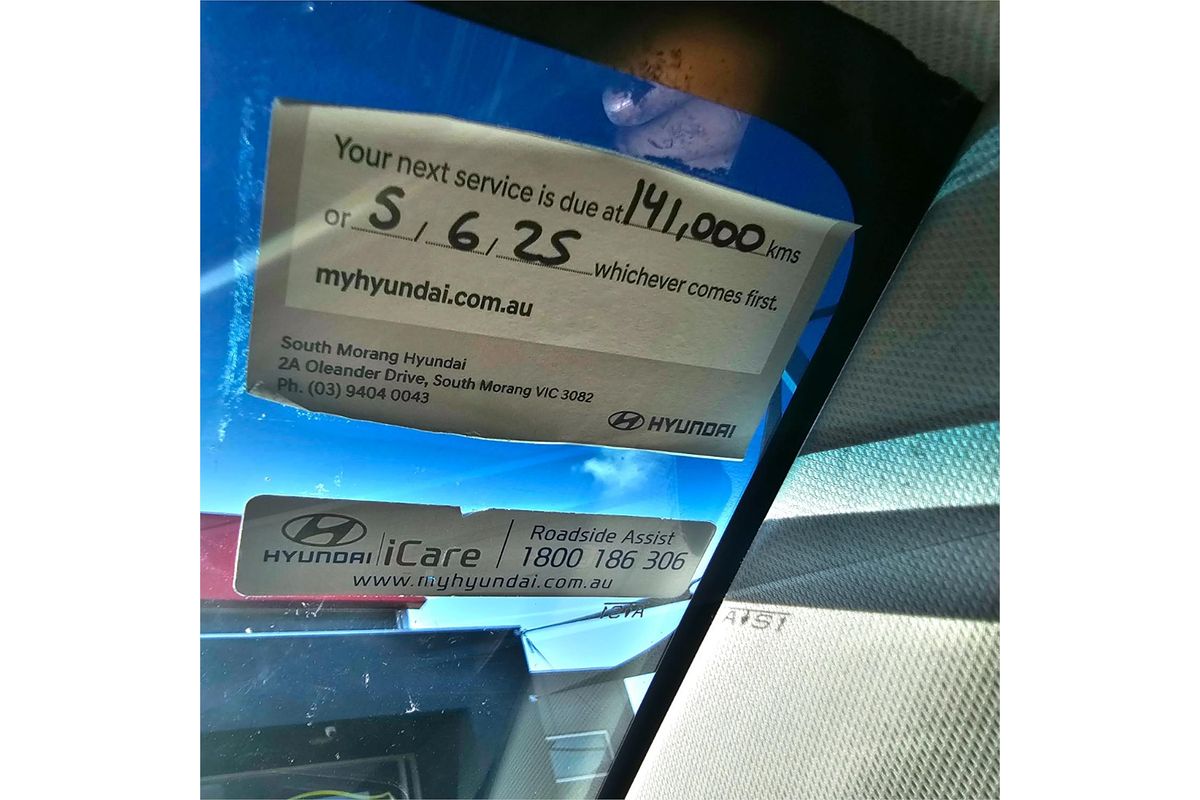 Your next service is due at 141,000 kms
or 5/6/25 whichever comes first.
myhyundai.com.au
South Morang Hyundai
2A Oleander Drive, South Morang VIC 3082
Ph. (03) 9404 0043
HYUNDAI
HYUNDAI iCare
Roadside Assist
1800 186 306
www.myhyundai.com.au